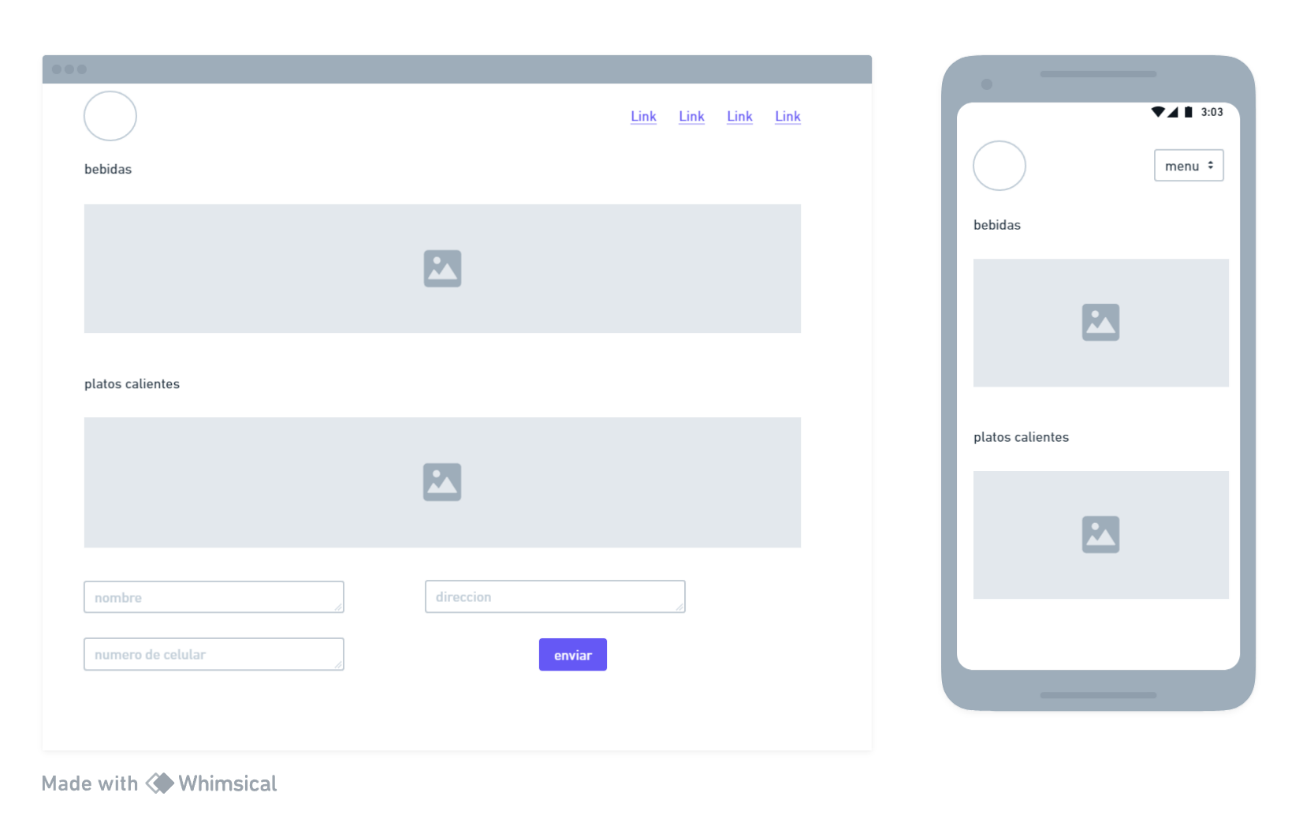 Link Link Link Link
bebidas
platos calientes
nombre
direccion
numero de celular
enviar
3:03
menu
bebidas
platos calientes
Made with Whimsical